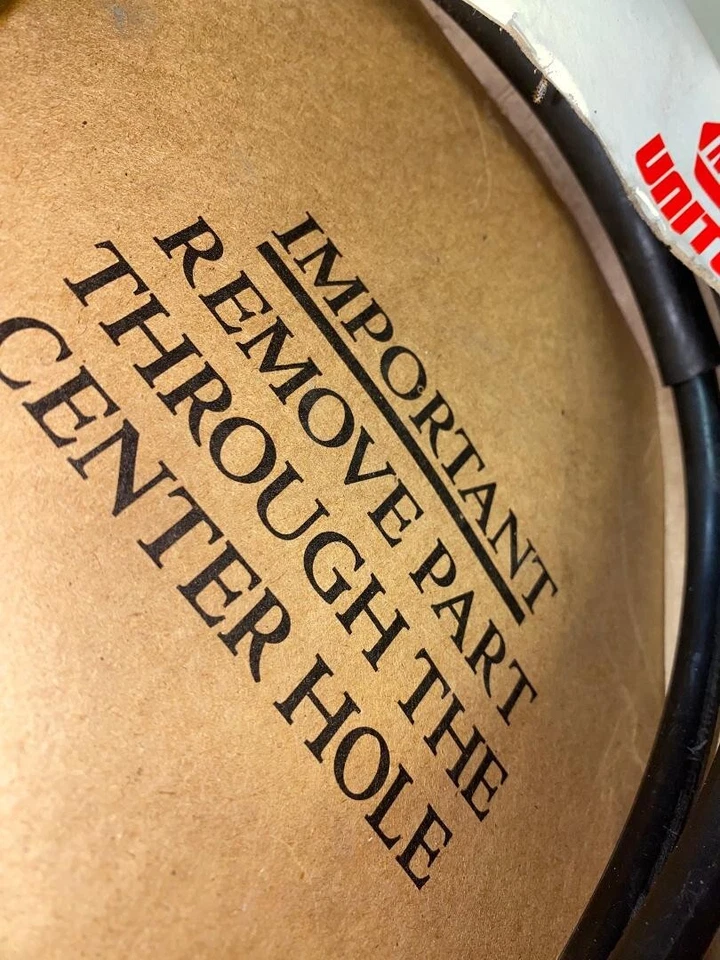 IMPORTANT
REMOVE PART
THROUGH THE
CENTER HOLE